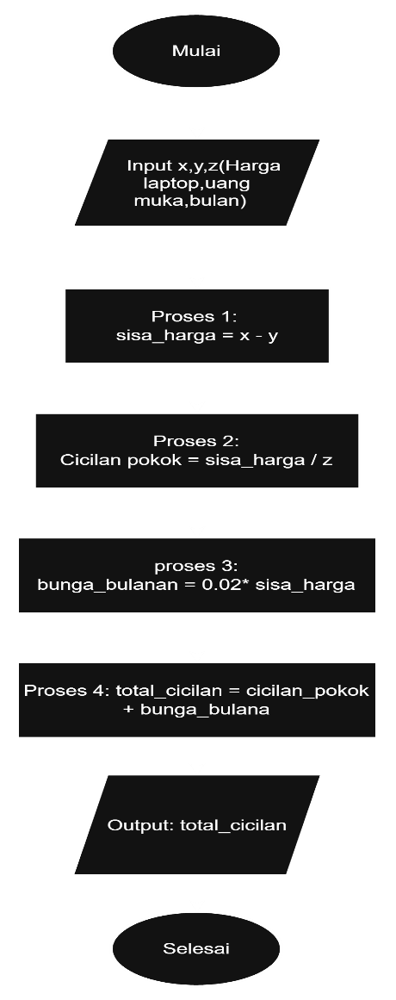 Mulai
Input x,y,z(Harga
laptop,uang
muka,bulan)
Proses 1:
sisa_harga = x - y
Proses 2:
Cicilan pokok = sisa_harga / z
proses 3:
bunga_bulanan = 0.02* sisa_harga
Proses 4: total_cicilan = cicilan_pokok
+ bunga_bulana
Output: total_cicilan
Selesai